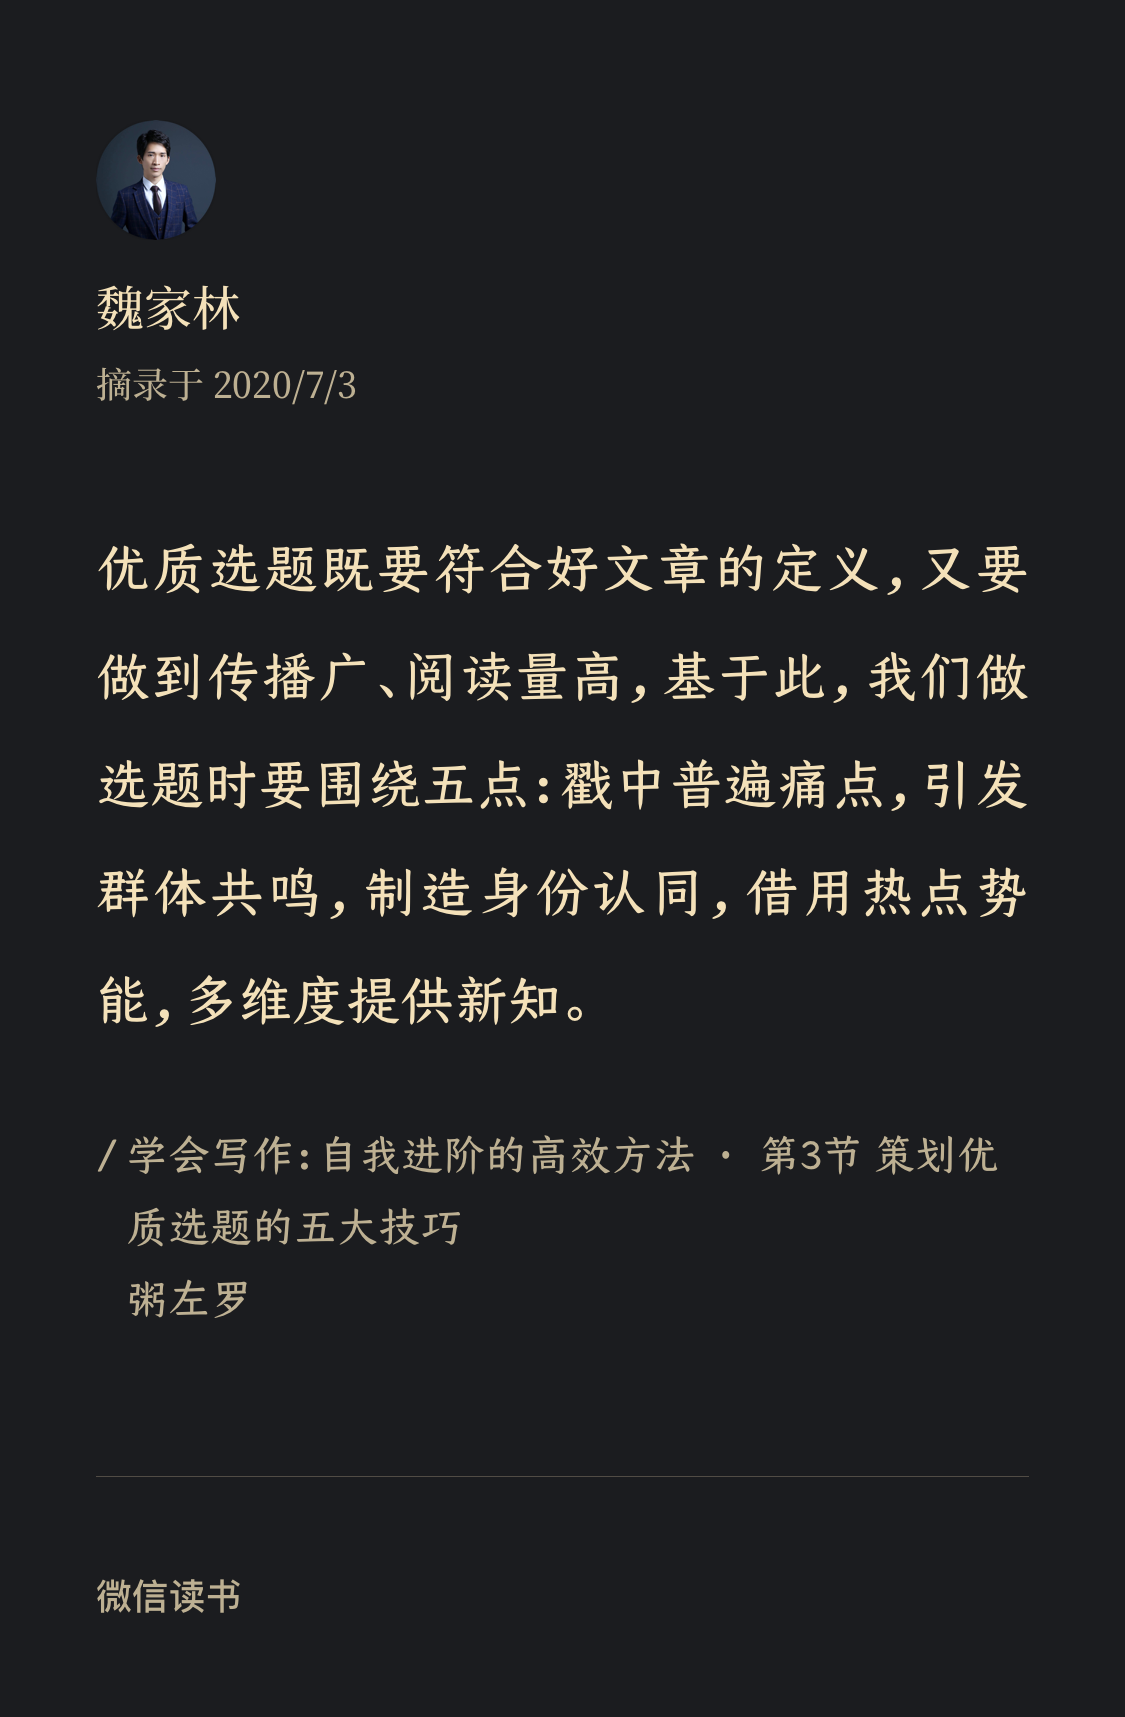 魏家林
摘录于 2020/7/3
优质选题既要符合好文章的定义,又要
做到传播广、阅读量高,基于此,我们做
选题时要围绕五点:戳中普遍痛点,引发
群体共鸣,制造身份认同,借用热点势
能,多维度提供新知。
/ 学会写作:自我进阶的高效方法 · 第3节 策划优
质选题的五大技巧
粥左罗
微信读书